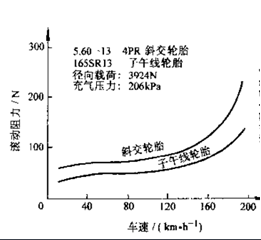 300
5.60 -13 4PR 斜交轮胎
165SR13 子午线轮胎
径向载荷: 3924N
充气压力: 206kPa
200
滚动阻力/N
100
斜交轮胎
子午线轮胎
0 40 80 120 160 200
车速/(km·h⁻¹)